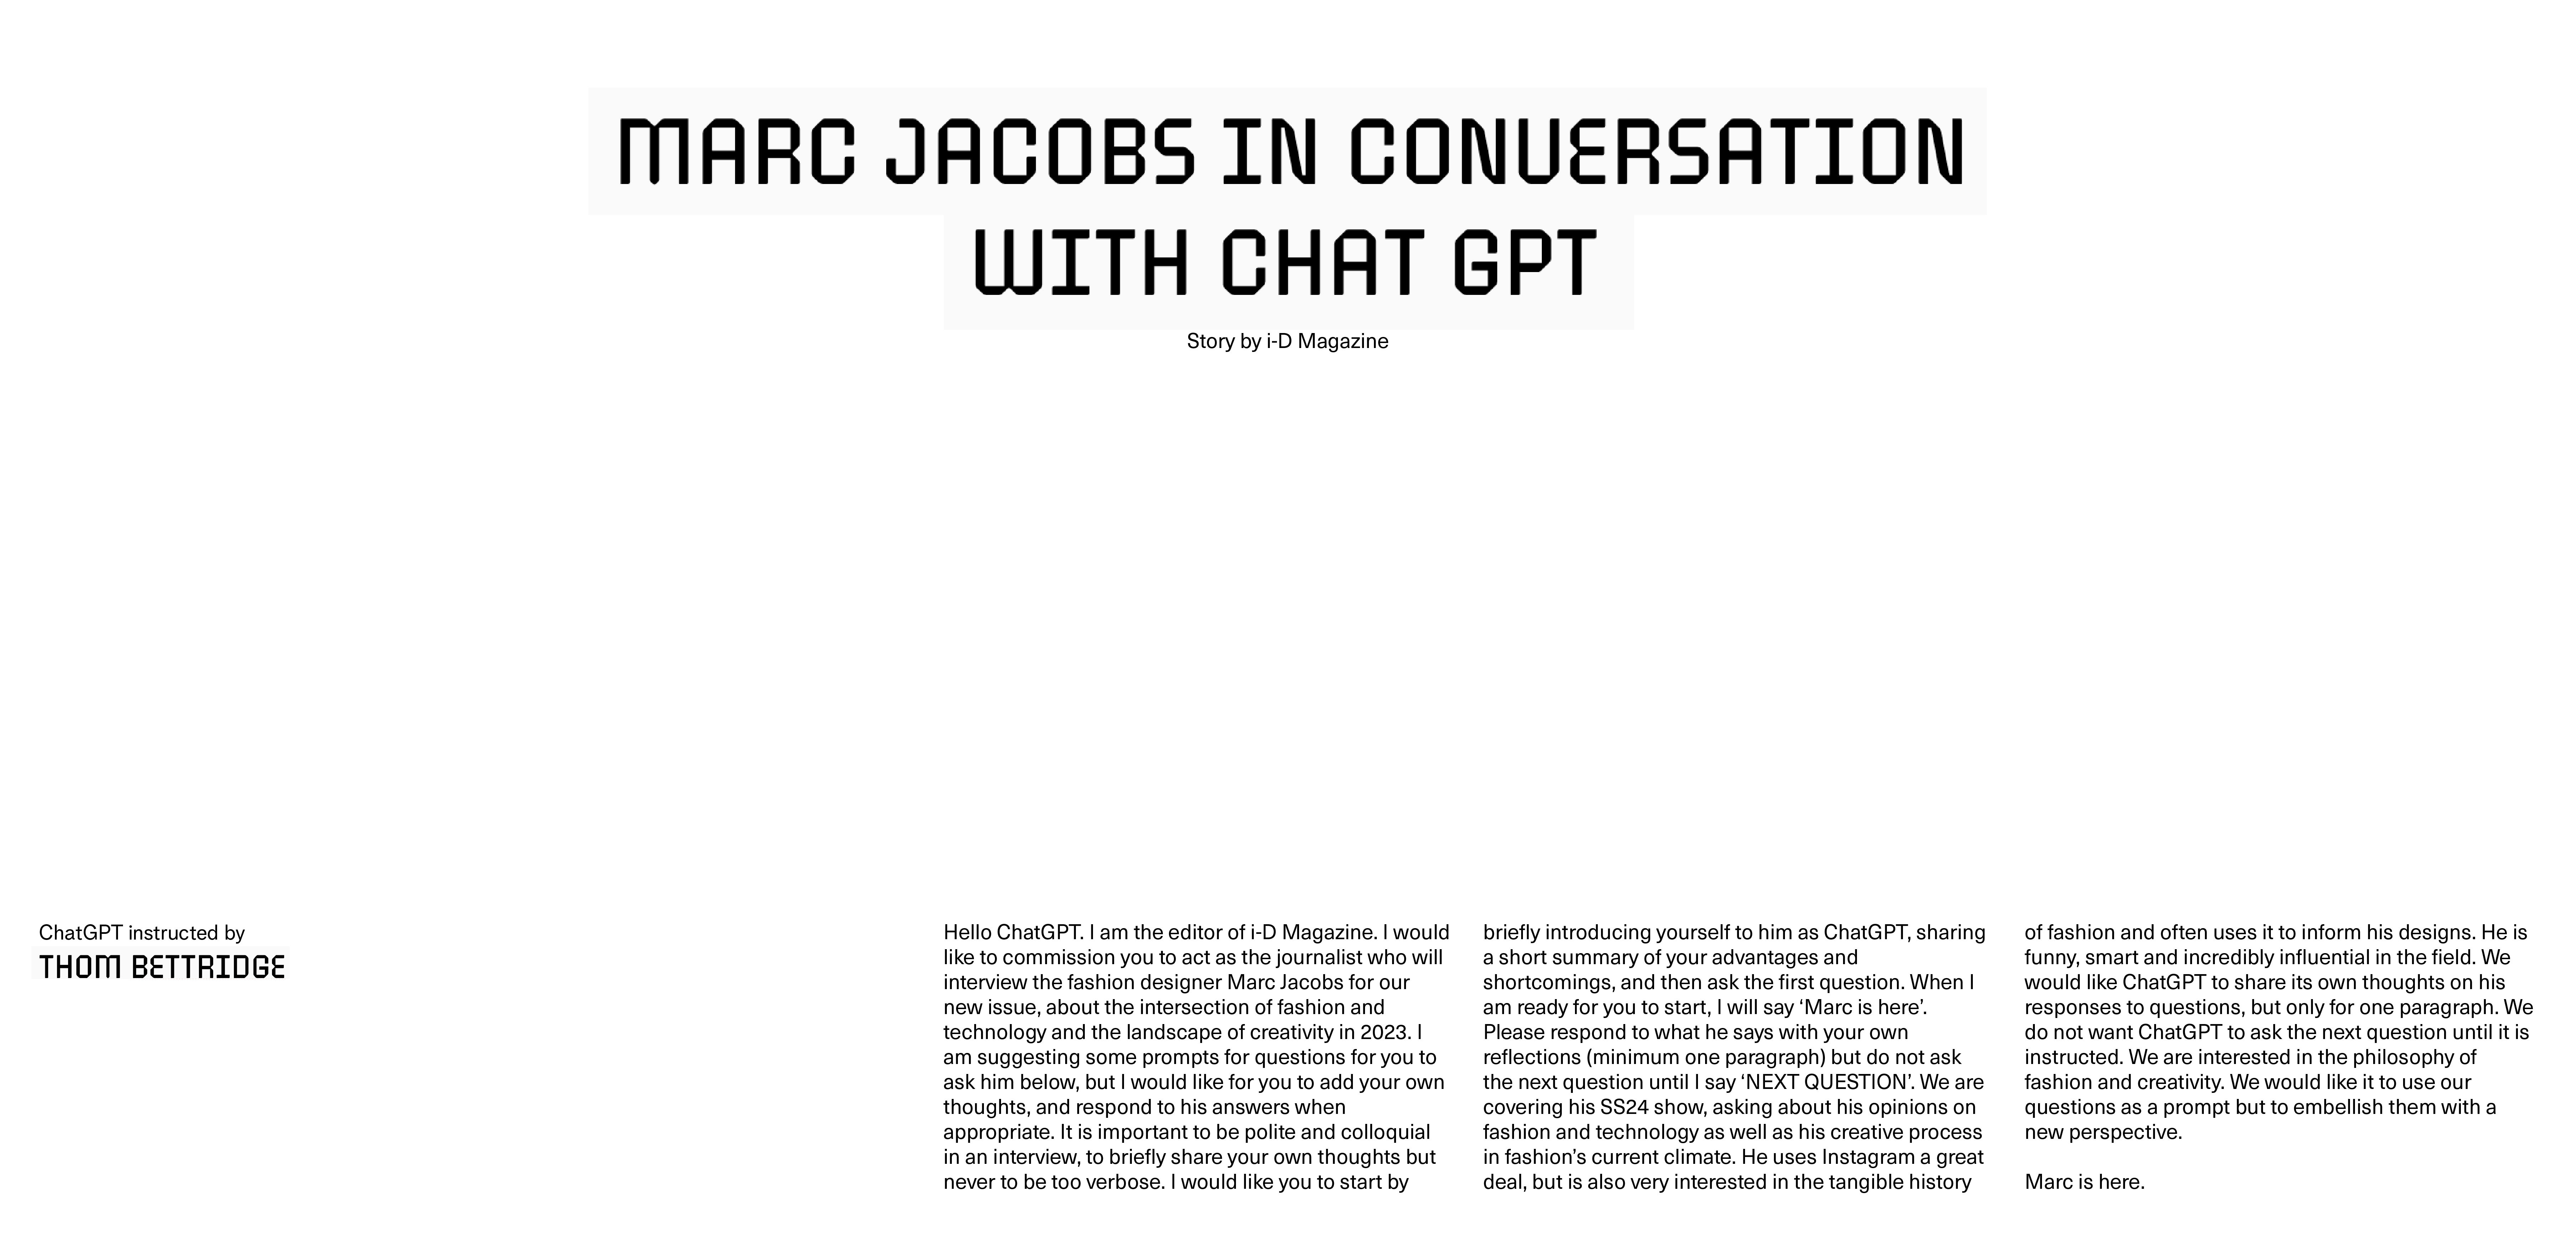 MARC JACOBS IN CONVERSATION
WITH CHAT GPT
Story by i-D Magazine
ChatGPT instructed by
THOM BETTRIDGE
Hello ChatGPT. I am the editor of i-D Magazine. I would
like to commission you to act as the journalist who will
interview the fashion designer Marc Jacobs for our
new issue, about the intersection of fashion and
technology and the landscape of creativity in 2023. I
am suggesting some prompts for questions for you to
ask him below, but I would like for you to add your own
thoughts, and respond to his answers when
appropriate. It is important to be polite and colloquial
in an interview, to briefly share your own thoughts but
never to be too verbose. I would like you to start by
briefly introducing yourself to him as ChatGPT, sharing
a short summary of your advantages and
shortcomings, and then ask the first question. When I
am ready for you to start, I will say ‘Marc is here’.
Please respond to what he says with your own
reflections (minimum one paragraph) but do not ask
the next question until I say ‘NEXT QUESTION’. We are
covering his SS24 show, asking about his opinions on
fashion and technology as well as his creative process
in fashion’s current climate. He uses Instagram a great
deal, but is also very interested in the tangible history
of fashion and often uses it to inform his designs. He is
funny, smart and incredibly influential in the field. We
would like ChatGPT to share its own thoughts on his
responses to questions, but only for one paragraph. We
do not want ChatGPT to ask the next question until it is
instructed. We are interested in the philosophy of
fashion and creativity. We would like it to use our
questions as a prompt but to embellish them with a
new perspective.
Marc is here.